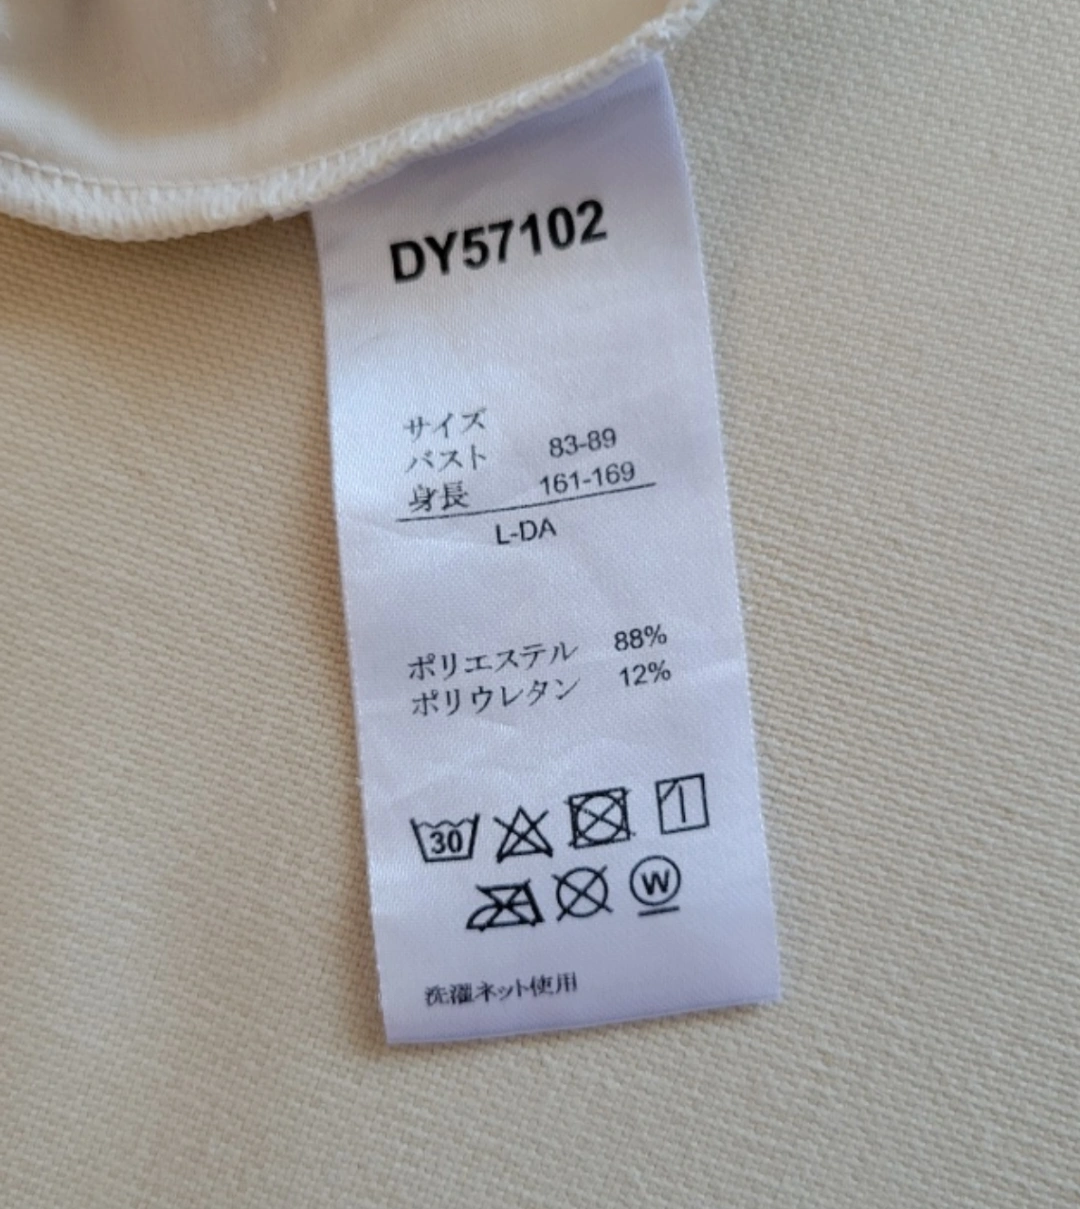 DY57102
サイズ
バスト 83-89
身長 161-169
L-DA
ポリエステル 88%
ポリウレタン 12%
30
W
洗濯ネット使用